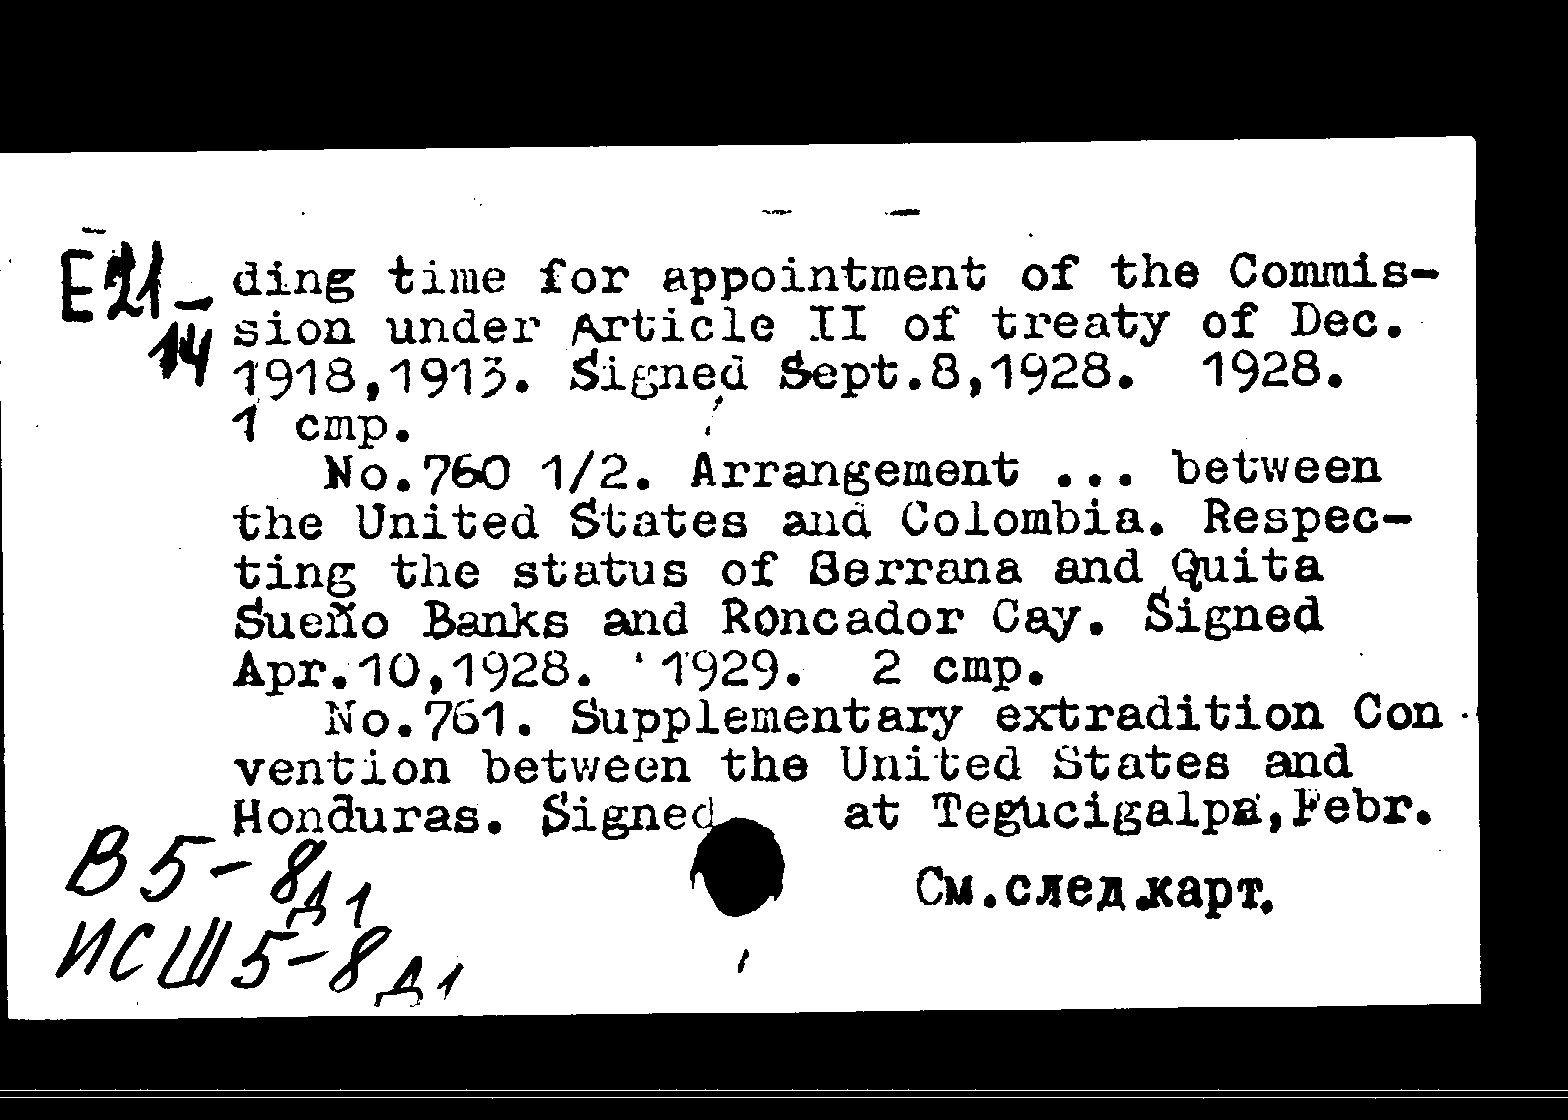 E21-14
ding time for appointment of the Commis-
sion under Article II of treaty of Dec.
1918,1913. Signed Sept.8,1928. 1928.
1 стр.
No.760 1/2. Arrangement ... between
the United States and Colombia. Respec-
ting the status of Serrana and Quita
Sueño Banks and Roncador Cay. Signed
Apr.10,1928. 1929. 2 стр.
No.761. Supplementary extradition Con
vention between the United States and
Honduras. Signed at Tegucigalpa,Febr.
В5-8д1
См.след.карт.
ИСШ5-8д1